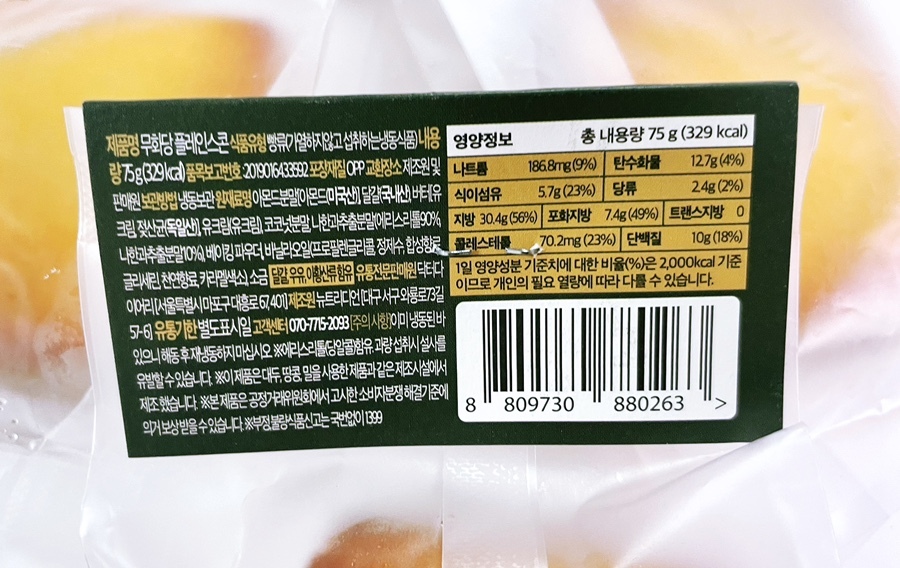 제품명 무화당 플레인스콘 식품유형 빵류(가열하지않고 섭취하는냉동식품) 내용
량 75g(329kcal) 품목보고번호 2019016433592 포장재질 OPP 교환장소 제조원 및
판매원 보관방법 냉동보관 원재료명 아몬드분말(아몬드(미국산)), 달걀(국내산), 버터(유
크림, 젖산균(독일산)), 유크림(유크림), 코코넛분말, 나한과추출분말(에리스리톨90%,
나한과추출분말10%), 베이킹 파우더, 바닐라오일(프로필렌글리콜, 정제수, 합성향료,
글리세린, 천연향료, 카라멜색소), 소금 달걀, 우유, 이황산류 함유 유통전문판매원 닥터다
이어리 [서울특별시 마포구 대흥로 67, 401] 제조원 뉴트리디언 [대구 서구 와룡로73길
57-6] 유통기한 별도표시일 고객센터 070-7715-2093 [주의 사항] 이미 냉동된 바
있으니 해동 후 재냉동하지 마십시오. ※에리스리톨(당알콜)함유. 과량 섭취시 설사를
유발할 수 있습니다. ※이 제품은 대두, 땅콩, 밀을 사용한 제품과 같은 제조시설에서
제조 했습니다. ※본 제품은 공정거래위원회에서 고시한 소비자분쟁 해결기준에
의거 보상 받을 수 있습니다. ※부정·불량식품신고는 국번없이 1399
영양정보 총 내용량 75 g (329 kcal)
나트륨 186.8mg (9%) 탄수화물 12.7g (4%)
식이섬유 5.7g (23%) 당류 2.4g (2%)
지방 30.4g (56%) 포화지방 7.4g (49%) 트랜스지방 0
콜레스테롤 70.2mg (23%) 단백질 10g (18%)
1일 영양성분 기준치에 대한 비율(%)은 2,000kcal 기준
이므로 개인의 필요 열량에 따라 다를 수 있습니다.
8 809730 880263 >